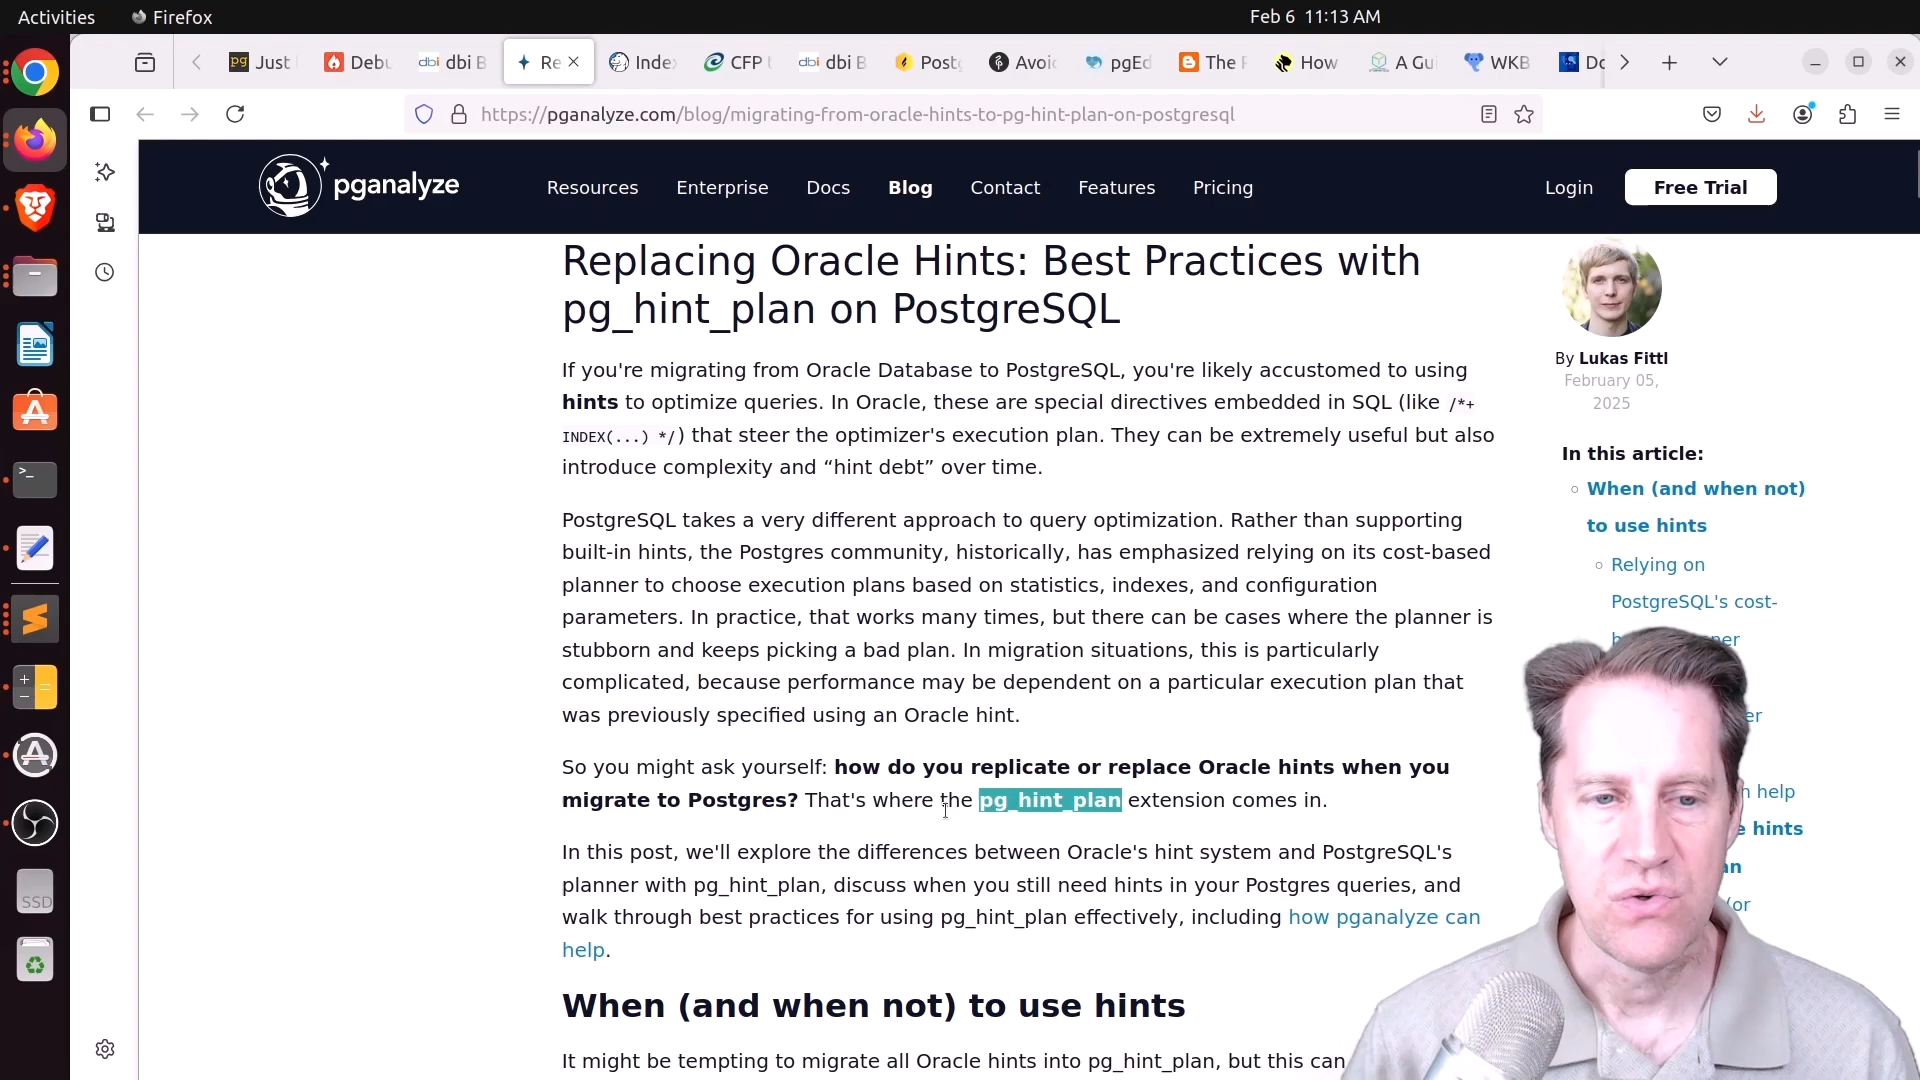 Activities
Firefox
Feb 6 11:13 AM
Just
Debu
dbi B
Re
Index
CFP
dbi B
Postg
Avoid
pgEd
The P
How
A Gui
WKB
Do
https://pganalyze.com/blog/migrating-from-oracle-hints-to-pg-hint-plan-on-postgresql
pganalyze
Resources
Enterprise
Docs
Blog
Contact
Features
Pricing
Login
Free Trial
Replacing Oracle Hints: Best Practices with
pg_hint_plan on PostgreSQL
If you're migrating from Oracle Database to PostgreSQL, you're likely accustomed to using
hints to optimize queries. In Oracle, these are special directives embedded in SQL (like /*+
INDEX(...) */) that steer the optimizer's execution plan. They can be extremely useful but also
introduce complexity and “hint debt” over time.
PostgreSQL takes a very different approach to query optimization. Rather than supporting
built-in hints, the Postgres community, historically, has emphasized relying on its cost-based
planner to choose execution plans based on statistics, indexes, and configuration
parameters. In practice, that works many times, but there can be cases where the planner is
stubborn and keeps picking a bad plan. In migration situations, this is particularly
complicated, because performance may be dependent on a particular execution plan that
was previously specified using an Oracle hint.
So you might ask yourself: how do you replicate or replace Oracle hints when you
migrate to Postgres? That's where the pg_hint_plan extension comes in.
In this post, we'll explore the differences between Oracle's hint system and PostgreSQL's
planner with pg_hint_plan, discuss when you still need hints in your Postgres queries, and
walk through best practices for using pg_hint_plan effectively, including how pganalyze can
help.
When (and when not) to use hints
It might be tempting to migrate all Oracle hints into pg_hint_plan, but this can
By Lukas Fittl
February 05,
2025
In this article:
When (and when not)
to use hints
Relying on
PostgreSQL's cost-
ner
er
n help
e hints
an
(or
SSD